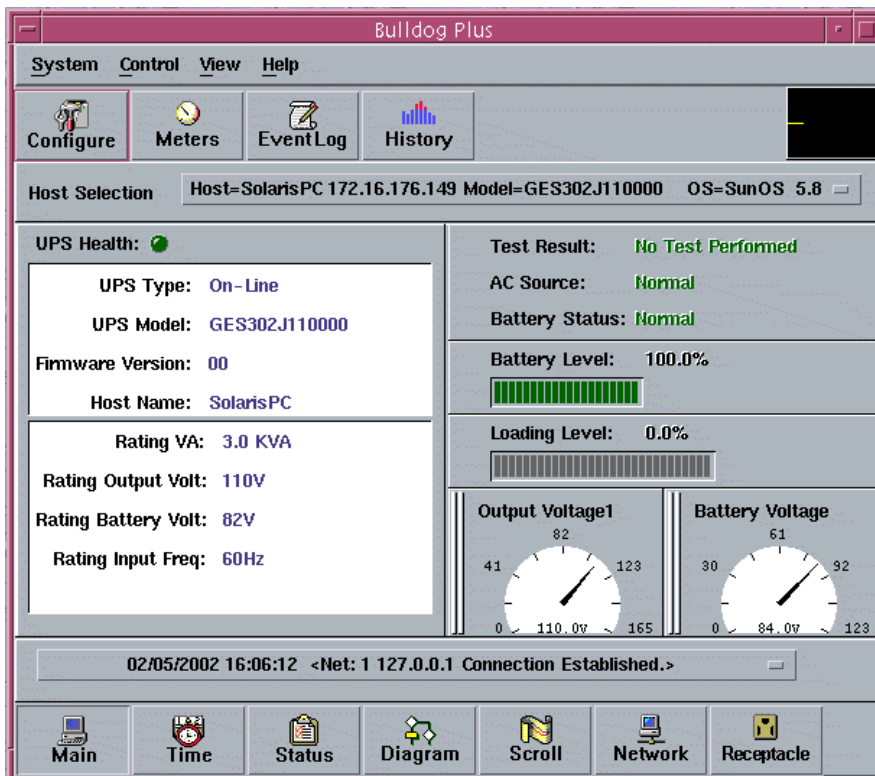 Bulldog Plus
System Control View Help
Configure Meters EventLog History
Host Selection Host=SolarisPC 172.16.176.149 Model=GES302J110000 OS=SunOS 5.8
UPS Health:
UPS Type: On-Line
UPS Model: GES302J110000
Firmware Version: 00
Host Name: SolarisPC
Rating VA: 3.0 KVA
Rating Output Volt: 110V
Rating Battery Volt: 82V
Rating Input Freq: 60Hz
Test Result: No Test Performed
AC Source: Normal
Battery Status: Normal
Battery Level: 100.0%
Loading Level: 0.0%
Output Voltage1
82
41 123
0 110.0v 165
Battery Voltage
61
30 92
0 84.0v 123
02/05/2002 16:06:12 <Net: 1 127.0.0.1 Connection Established.>
Main Time Status Diagram Scroll Network Receptacle